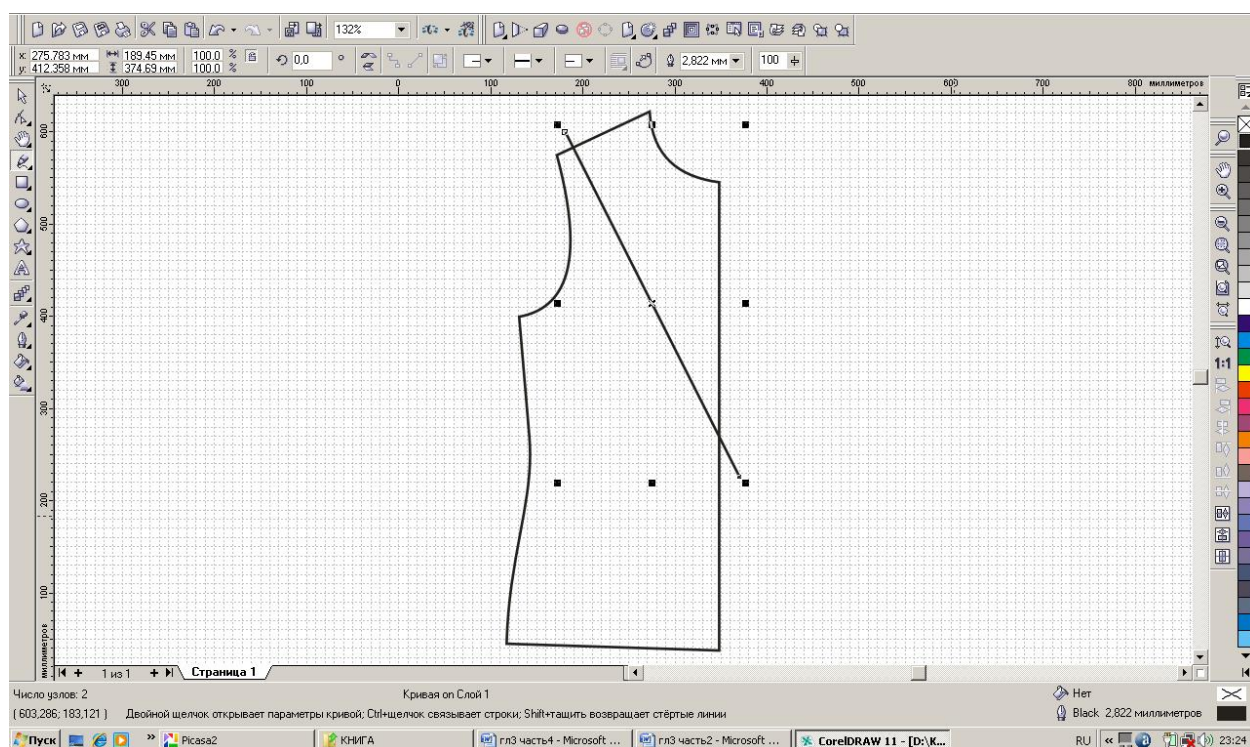 132%
x: 275.783 мм 189.45 мм 100.0 % 0,0 ° 2,822 мм 100
y: 412.358 мм 374.69 мм 100.0 %
300 200 100 0 100 200 300 400 500 600 700 800 миллиметров
600
500
400
300
200
100
миллиметров
1:1
1 из 1 Страница 1
Число узлов: 2 Кривая on Слой 1 Нет
( 603,286; 183,121 ) Двойной щелчок открывает параметры кривой; Ctrl+щелчок связывает строки; Shift+тащить возвращает стёртые линии Black 2,822 миллиметров
Пуск » Picasa2 КНИГА гл3 часть4 - Microsoft ... гл3 часть2 - Microsoft ... CorelDRAW 11 - [D:\К... RU « 23:24